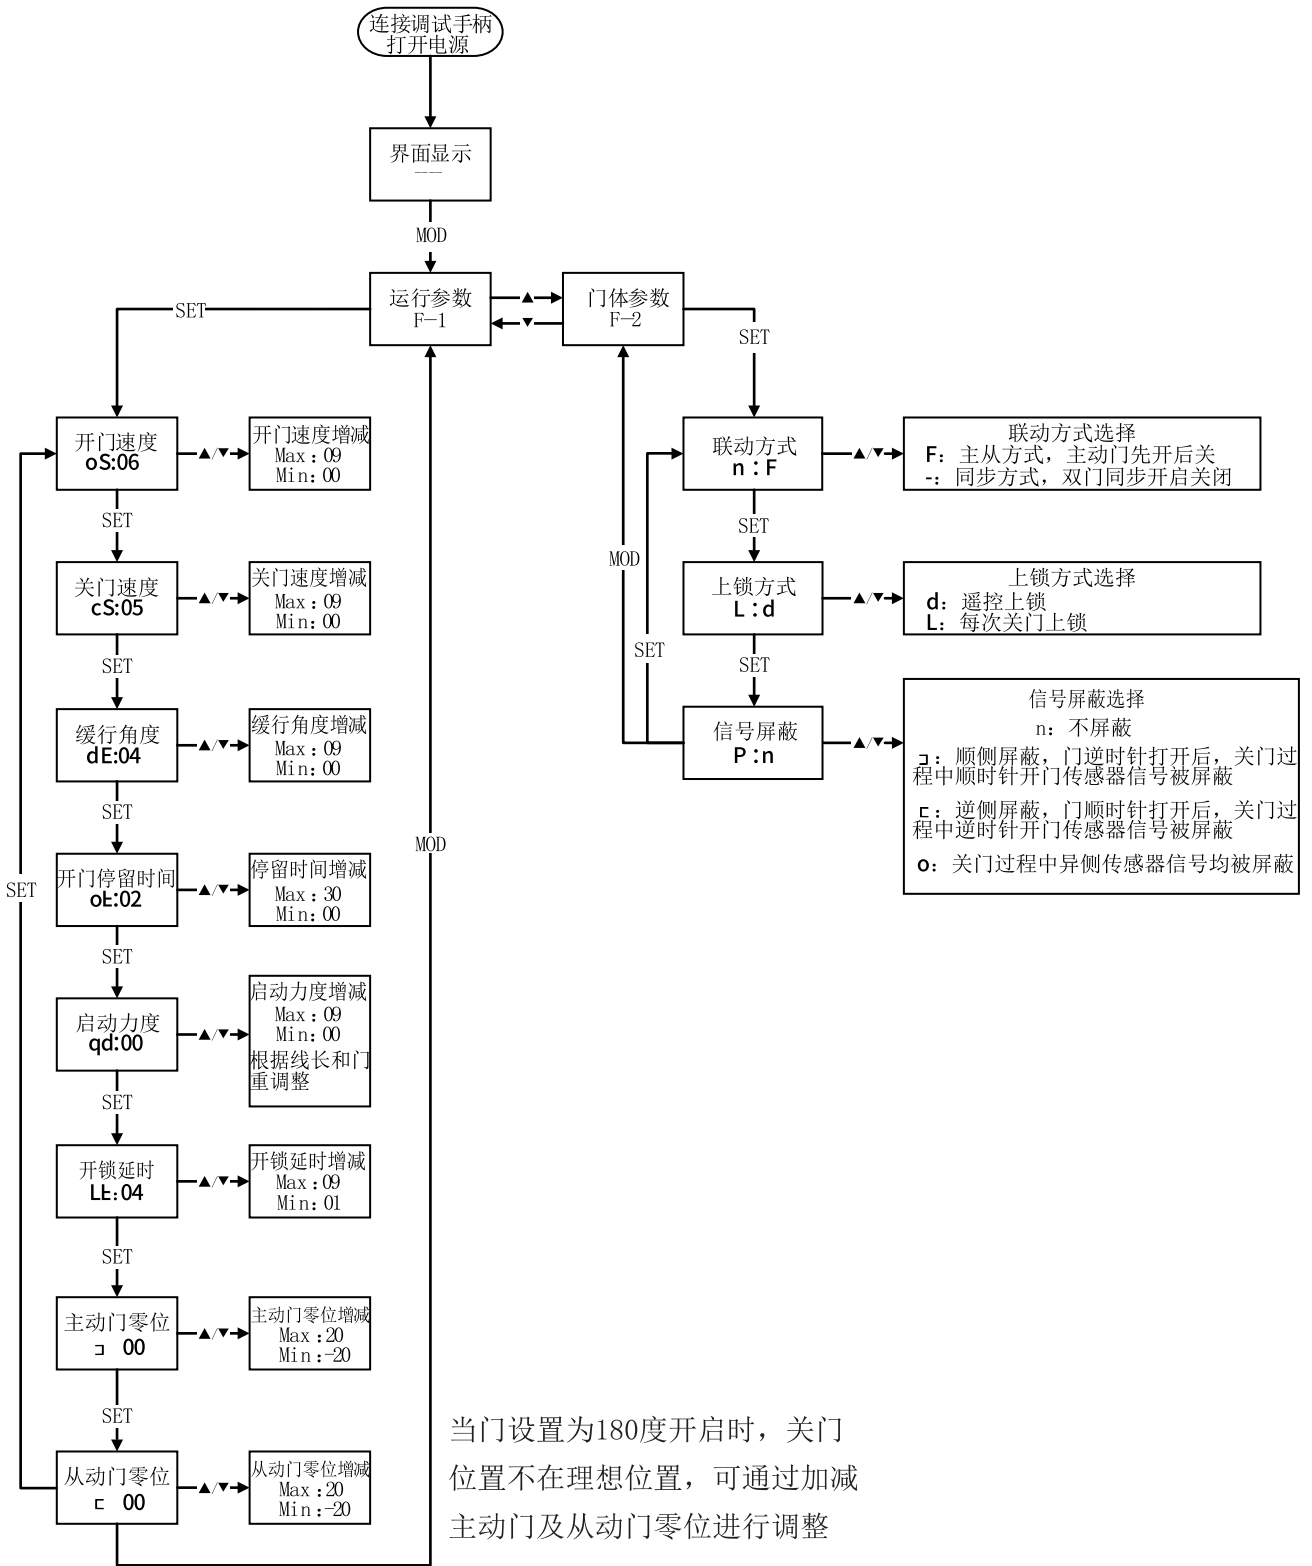 连接调试手柄
打开电源
界面显示
——
MOD
运行参数
F-1
▲
▼
门体参数
F-2
SET
SET
开门速度
oS:06
▲/▼
开门速度增减
Max:09
Min:00
SET
关门速度
cS:05
▲/▼
关门速度增减
Max:09
Min:00
SET
缓行角度
dE:04
▲/▼
缓行角度增减
Max:09
Min:00
SET
开门停留时间
ot:02
▲/▼
停留时间增减
Max:30
Min:00
SET
启动力度
qd:00
▲/▼
启动力度增减
Max:09
Min:00
根据线长和门
重调整
SET
开锁延时
Lt:04
▲/▼
开锁延时增减
Max:09
Min:01
SET
主动门零位
コ 00
▲/▼
主动门零位增减
Max:20
Min:-20
SET
从动门零位
匚 00
▲/▼
从动门零位增减
Max:20
Min:-20
SET
MOD
联动方式
n:F
▲/▼
联动方式选择
F：主从方式，主动门先开后关
-：同步方式，双门同步开启关闭
SET
上锁方式
L:d
▲/▼
上锁方式选择
d：遥控上锁
L：每次关门上锁
SET
信号屏蔽
P:n
▲/▼
信号屏蔽选择
n：不屏蔽
コ：顺侧屏蔽，门逆时针打开后，关门过
程中顺时针开门传感器信号被屏蔽
匚：逆侧屏蔽，门顺时针打开后，关门过
程中逆时针开门传感器信号被屏蔽
o：关门过程中异侧传感器信号均被屏蔽
MOD
SET
当门设置为180度开启时，关门
位置不在理想位置，可通过加减
主动门及从动门零位进行调整